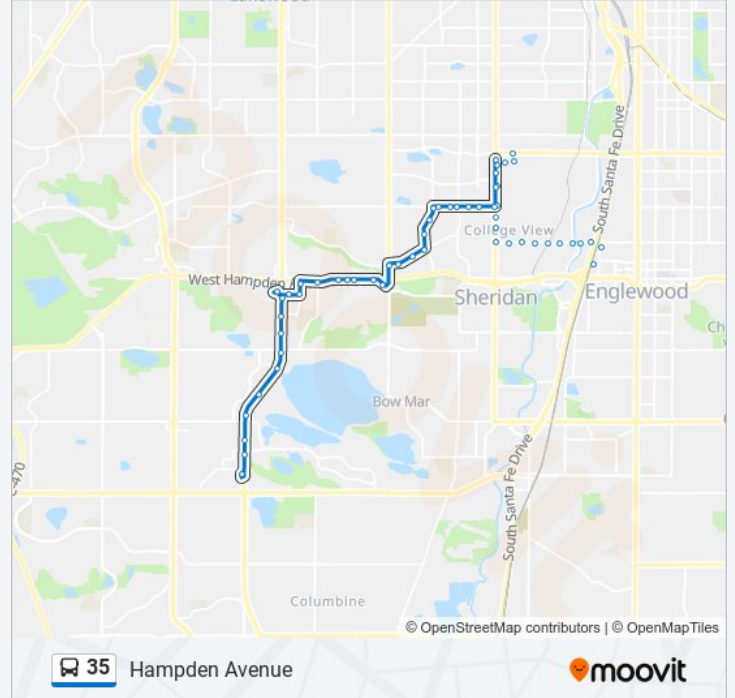 West Hampden
South Santa Fe Drive
College View
Sheridan
Englewood
Ch
Bow Mar
-470
South Santa Fe Drive
Columbine
© OpenStreetMap contributors | © OpenMapTiles
35 Hampden Avenue
moovit